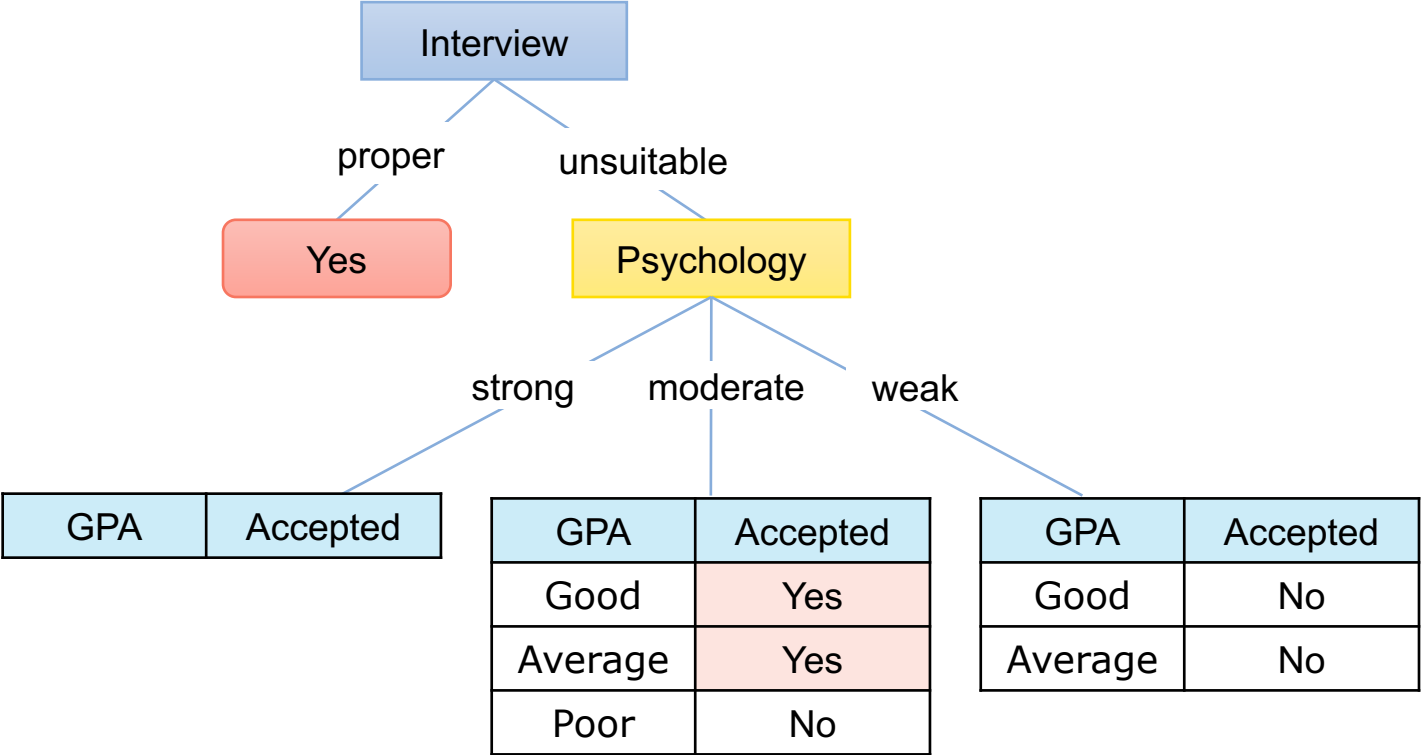 Interview
proper
unsuitable
Yes
Psychology
strong
moderate
weak
GPA Accepted
GPA Accepted
Good Yes
Average Yes
Poor No
GPA Accepted
Good No
Average No